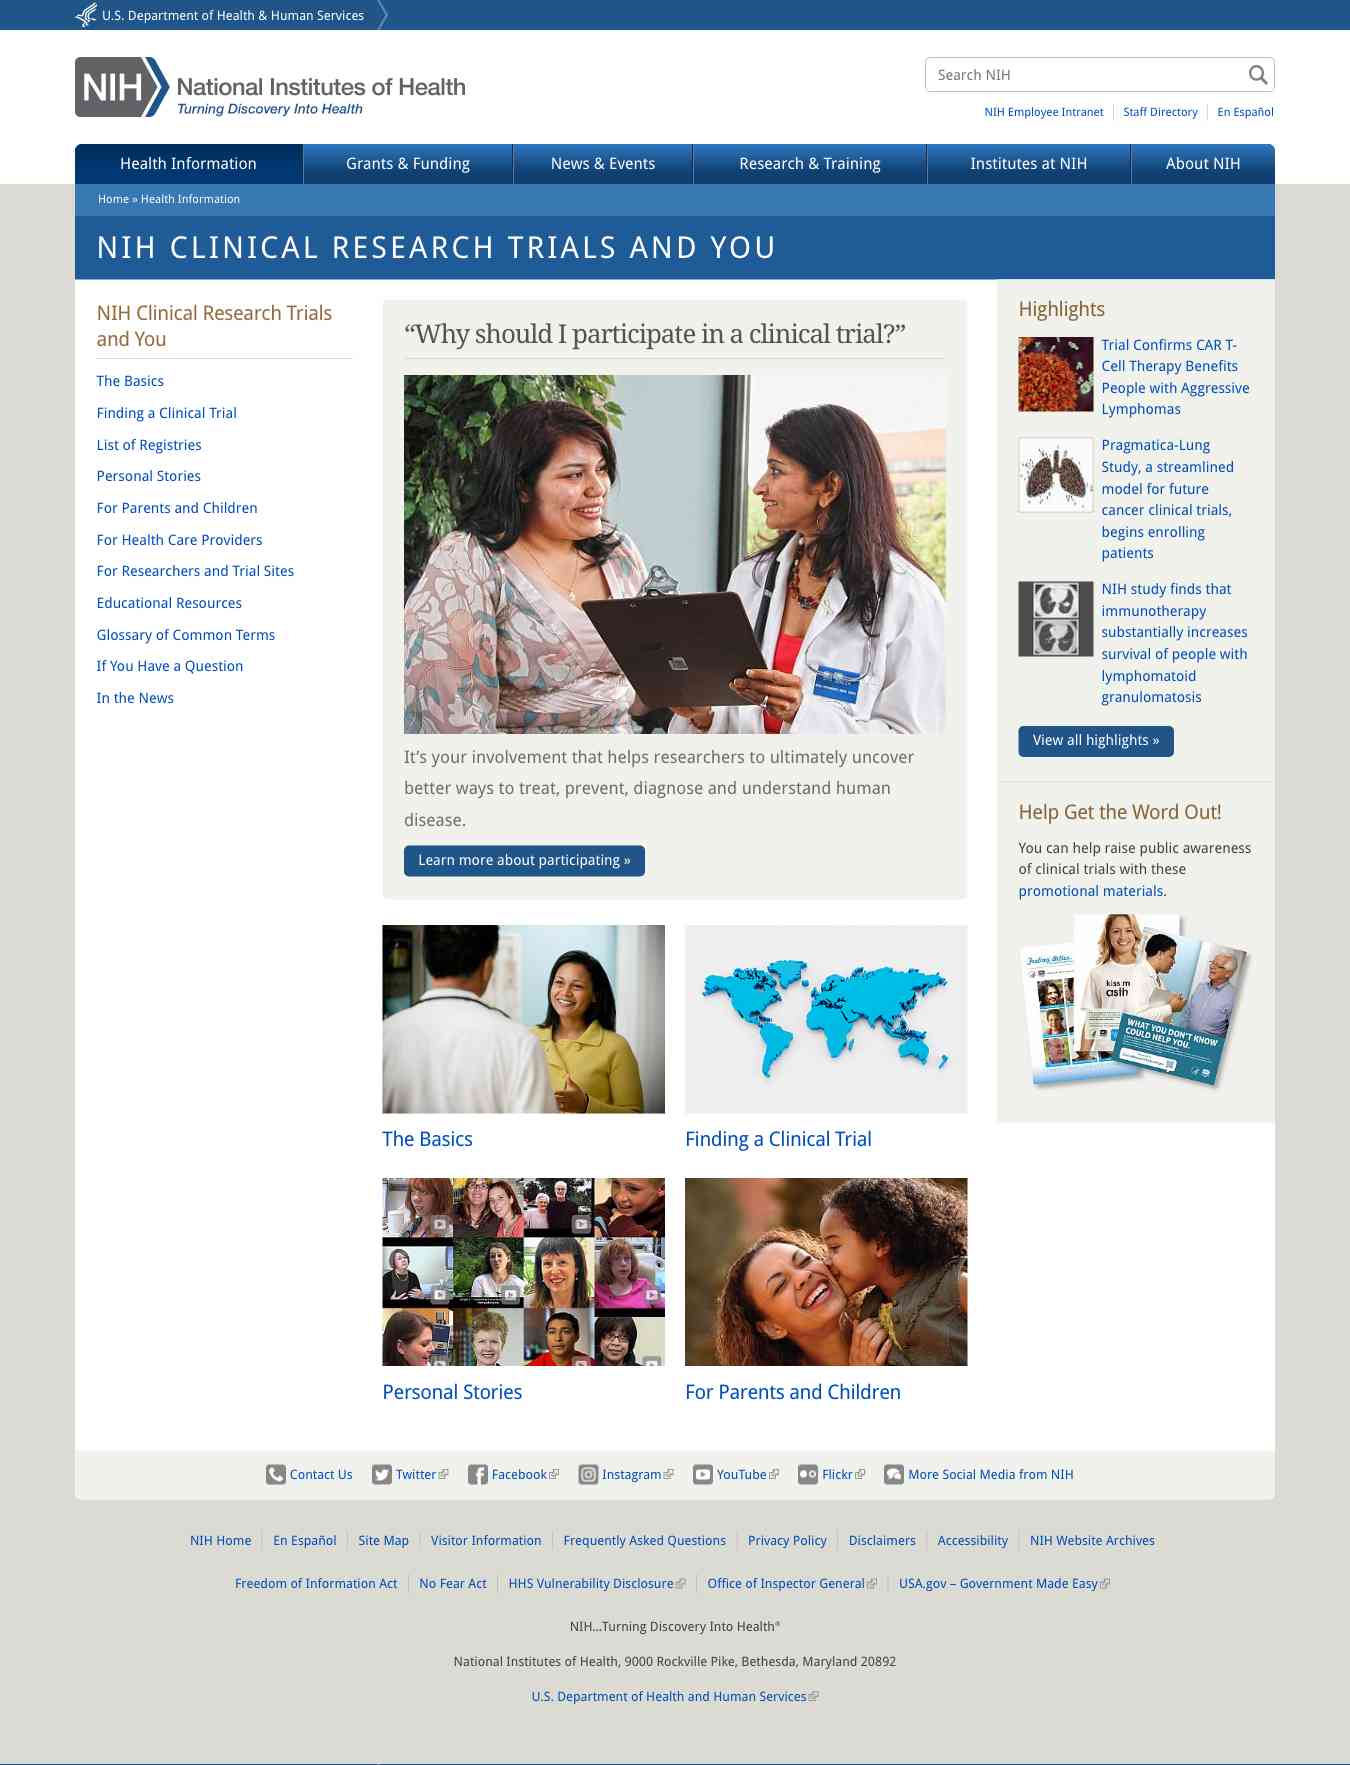 U.S. Department of Health & Human Services
NIH National Institutes of Health
Turning Discovery Into Health
Search NIH
NIH Employee Intranet
Staff Directory
En Español
Health Information
Grants & Funding
News & Events
Research & Training
Institutes at NIH
About NIH
Home » Health Information
NIH CLINICAL RESEARCH TRIALS AND YOU
NIH Clinical Research Trials
and You
The Basics
Finding a Clinical Trial
List of Registries
Personal Stories
For Parents and Children
For Health Care Providers
For Researchers and Trial Sites
Educational Resources
Glossary of Common Terms
If You Have a Question
In the News
“Why should I participate in a clinical trial?”
It’s your involvement that helps researchers to ultimately uncover
better ways to treat, prevent, diagnose and understand human
disease.
Learn more about participating »
The Basics
Finding a Clinical Trial
Personal Stories
For Parents and Children
Highlights
Trial Confirms CAR T-
Cell Therapy Benefits
People with Aggressive
Lymphomas
Pragmatica-Lung
Study, a streamlined
model for future
cancer clinical trials,
begins enrolling
patients
NIH study finds that
immunotherapy
substantially increases
survival of people with
lymphomatoid
granulomatosis
View all highlights »
Help Get the Word Out!
You can help raise public awareness
of clinical trials with these
promotional materials.
kiss m
asth
WHAT YOU DON'T KNOW
COULD HELP YOU.
Contact Us
Twitter
Facebook
Instagram
YouTube
Flickr
More Social Media from NIH
NIH Home
En Español
Site Map
Visitor Information
Frequently Asked Questions
Privacy Policy
Disclaimers
Accessibility
NIH Website Archives
Freedom of Information Act
No Fear Act
HHS Vulnerability Disclosure
Office of Inspector General
USA.gov – Government Made Easy
NIH…Turning Discovery Into Health®
National Institutes of Health, 9000 Rockville Pike, Bethesda, Maryland 20892
U.S. Department of Health and Human Services